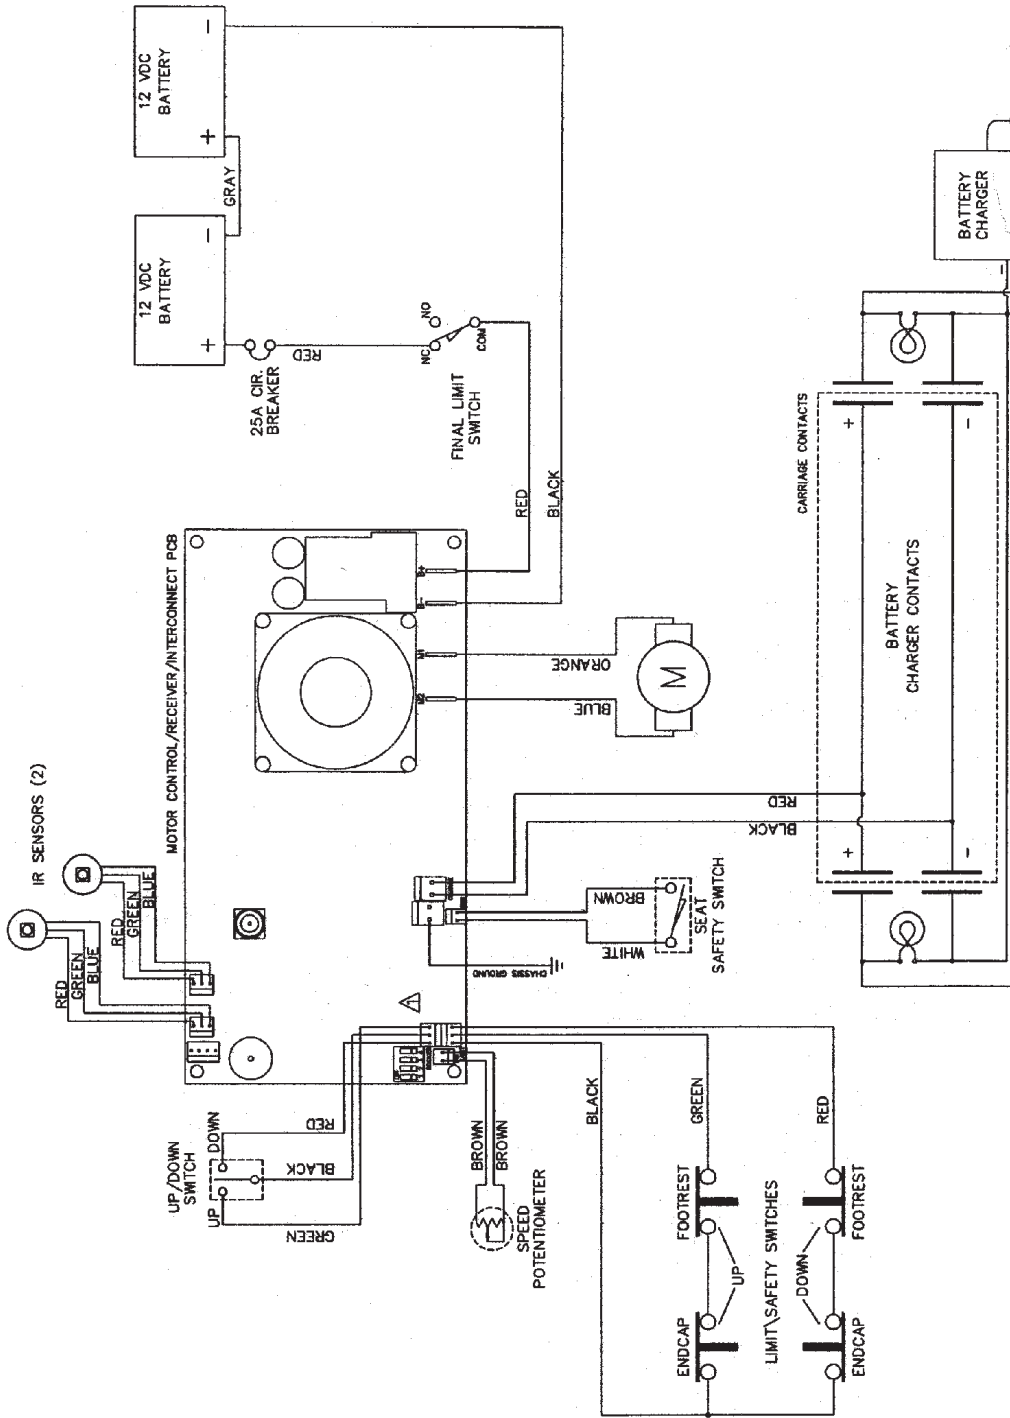 12 VDC
BATTERY
-
+
GRAY
12 VDC
BATTERY
-
+
25A CIR.
BREAKER
RED
NO
NC
COM
FINAL LIMIT
SWITCH
RED
BLACK
BATTERY
CHARGER
-
CARRIAGE CONTACTS
+
-
BATTERY
CHARGER CONTACTS
+
-
MOTOR CONTROL/RECEIVER/INTERCONNECT PCB
B+
B-
M1
M2
ORANGE
BLUE
M
RED
BLACK
IR SENSORS (2)
RED
GREEN
BLUE
RED
GREEN
BLUE
BROWN
WHITE
SEAT
SAFETY SWITCH
CHASSIS GROUND
1
UP/DOWN
SWITCH
UP
DOWN
RED
BLACK
GREEN
BROWN
BROWN
SPEED
POTENTIOMETER
BLACK
GREEN
RED
FOOTREST
FOOTREST
UP
DOWN
LIMIT\SAFETY SWITCHES
ENDCAP
ENDCAP